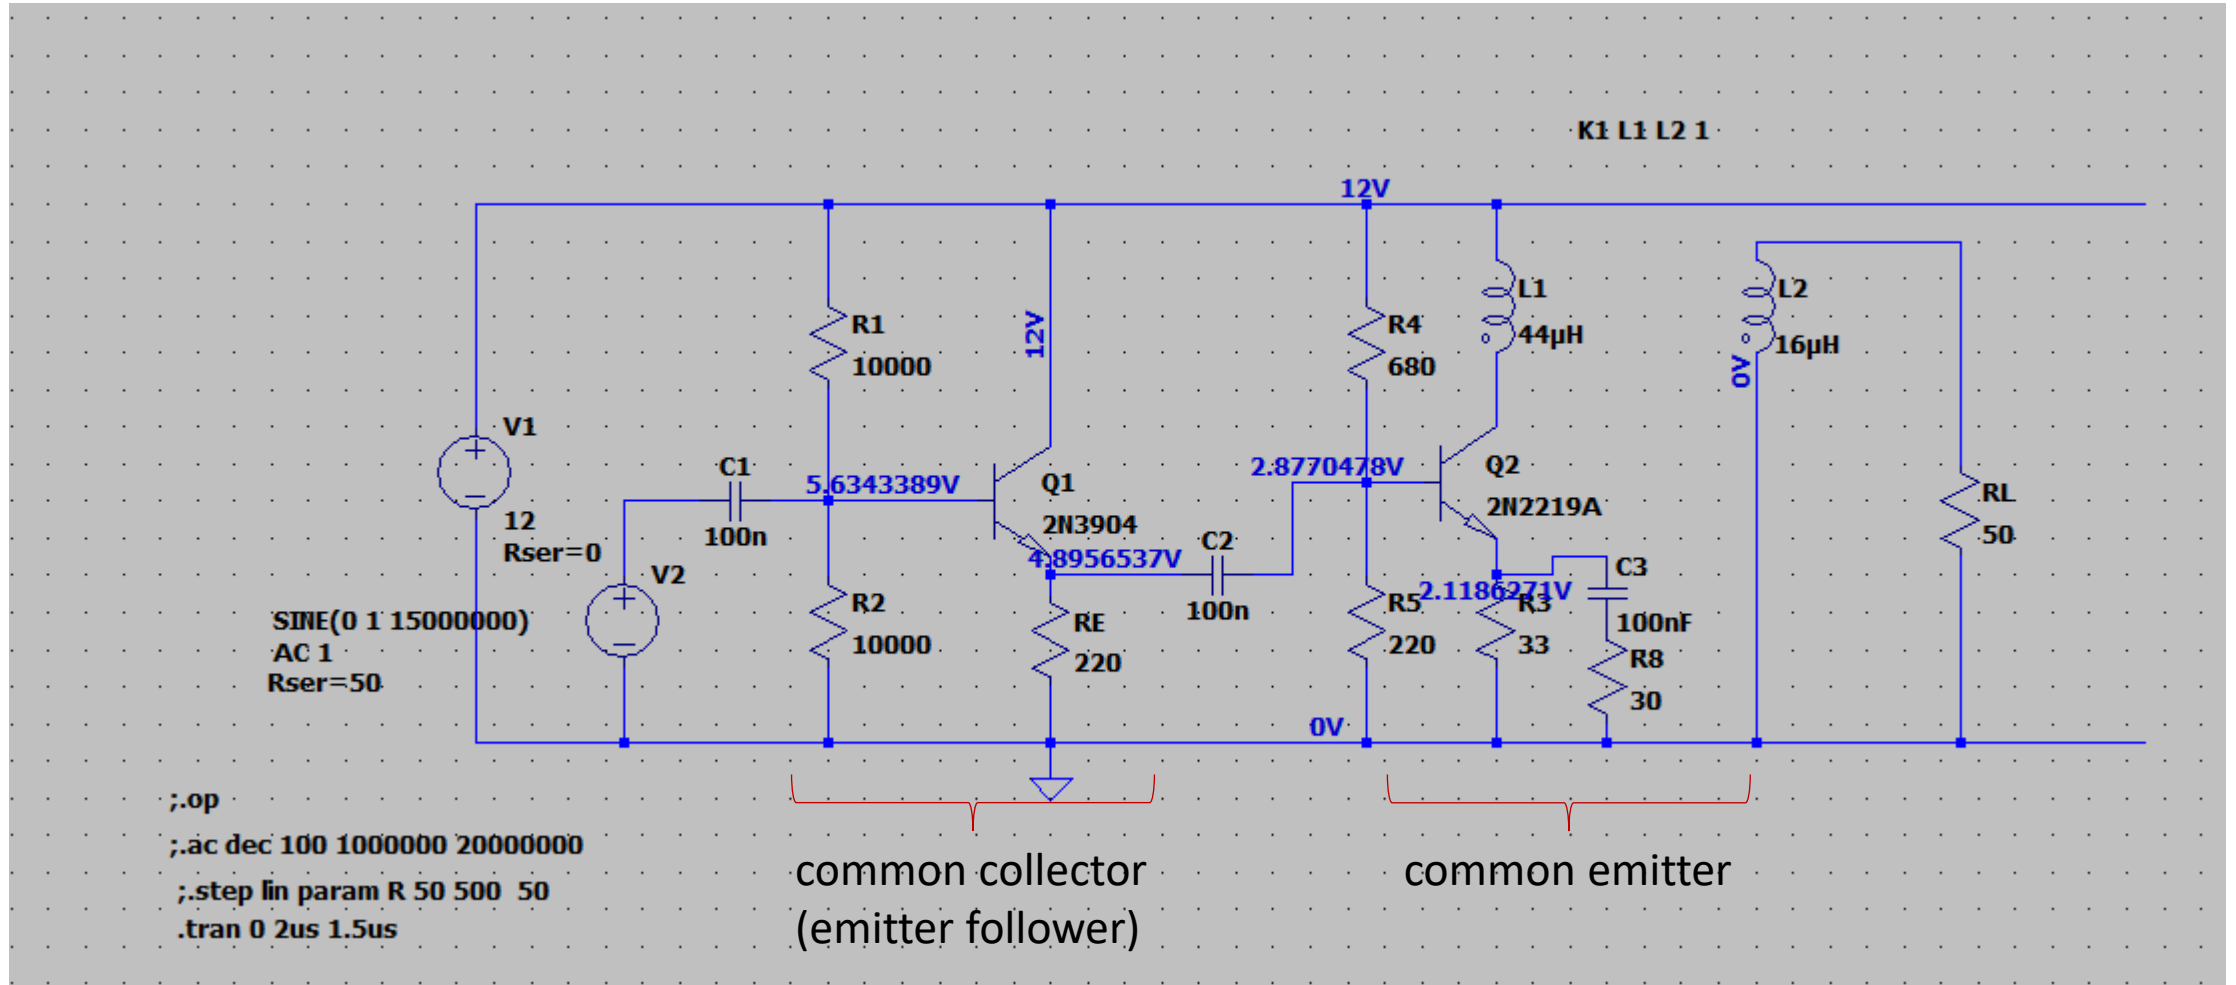 K1 L1 L2 1
12V
R1
10000
12V
R4
680
L1
44µH
L2
16µH
0V
V1
12
Rser=0
C1
100n
5.6343389V
Q1
2N3904
2.8770478V
Q2
2N2219A
RL
50
V2
SINE(0 1 15000000)
AC 1
Rser=50
R2
10000
4.8956537V
RE
220
C2
100n
R5
220
2.1186271V
R3
33
C3
100nF
R8
30
0V
;.op
;.ac dec 100 1000000 20000000
;.step lin param R 50 500 50
.tran 0 2us 1.5us
common collector
(emitter follower)
common emitter